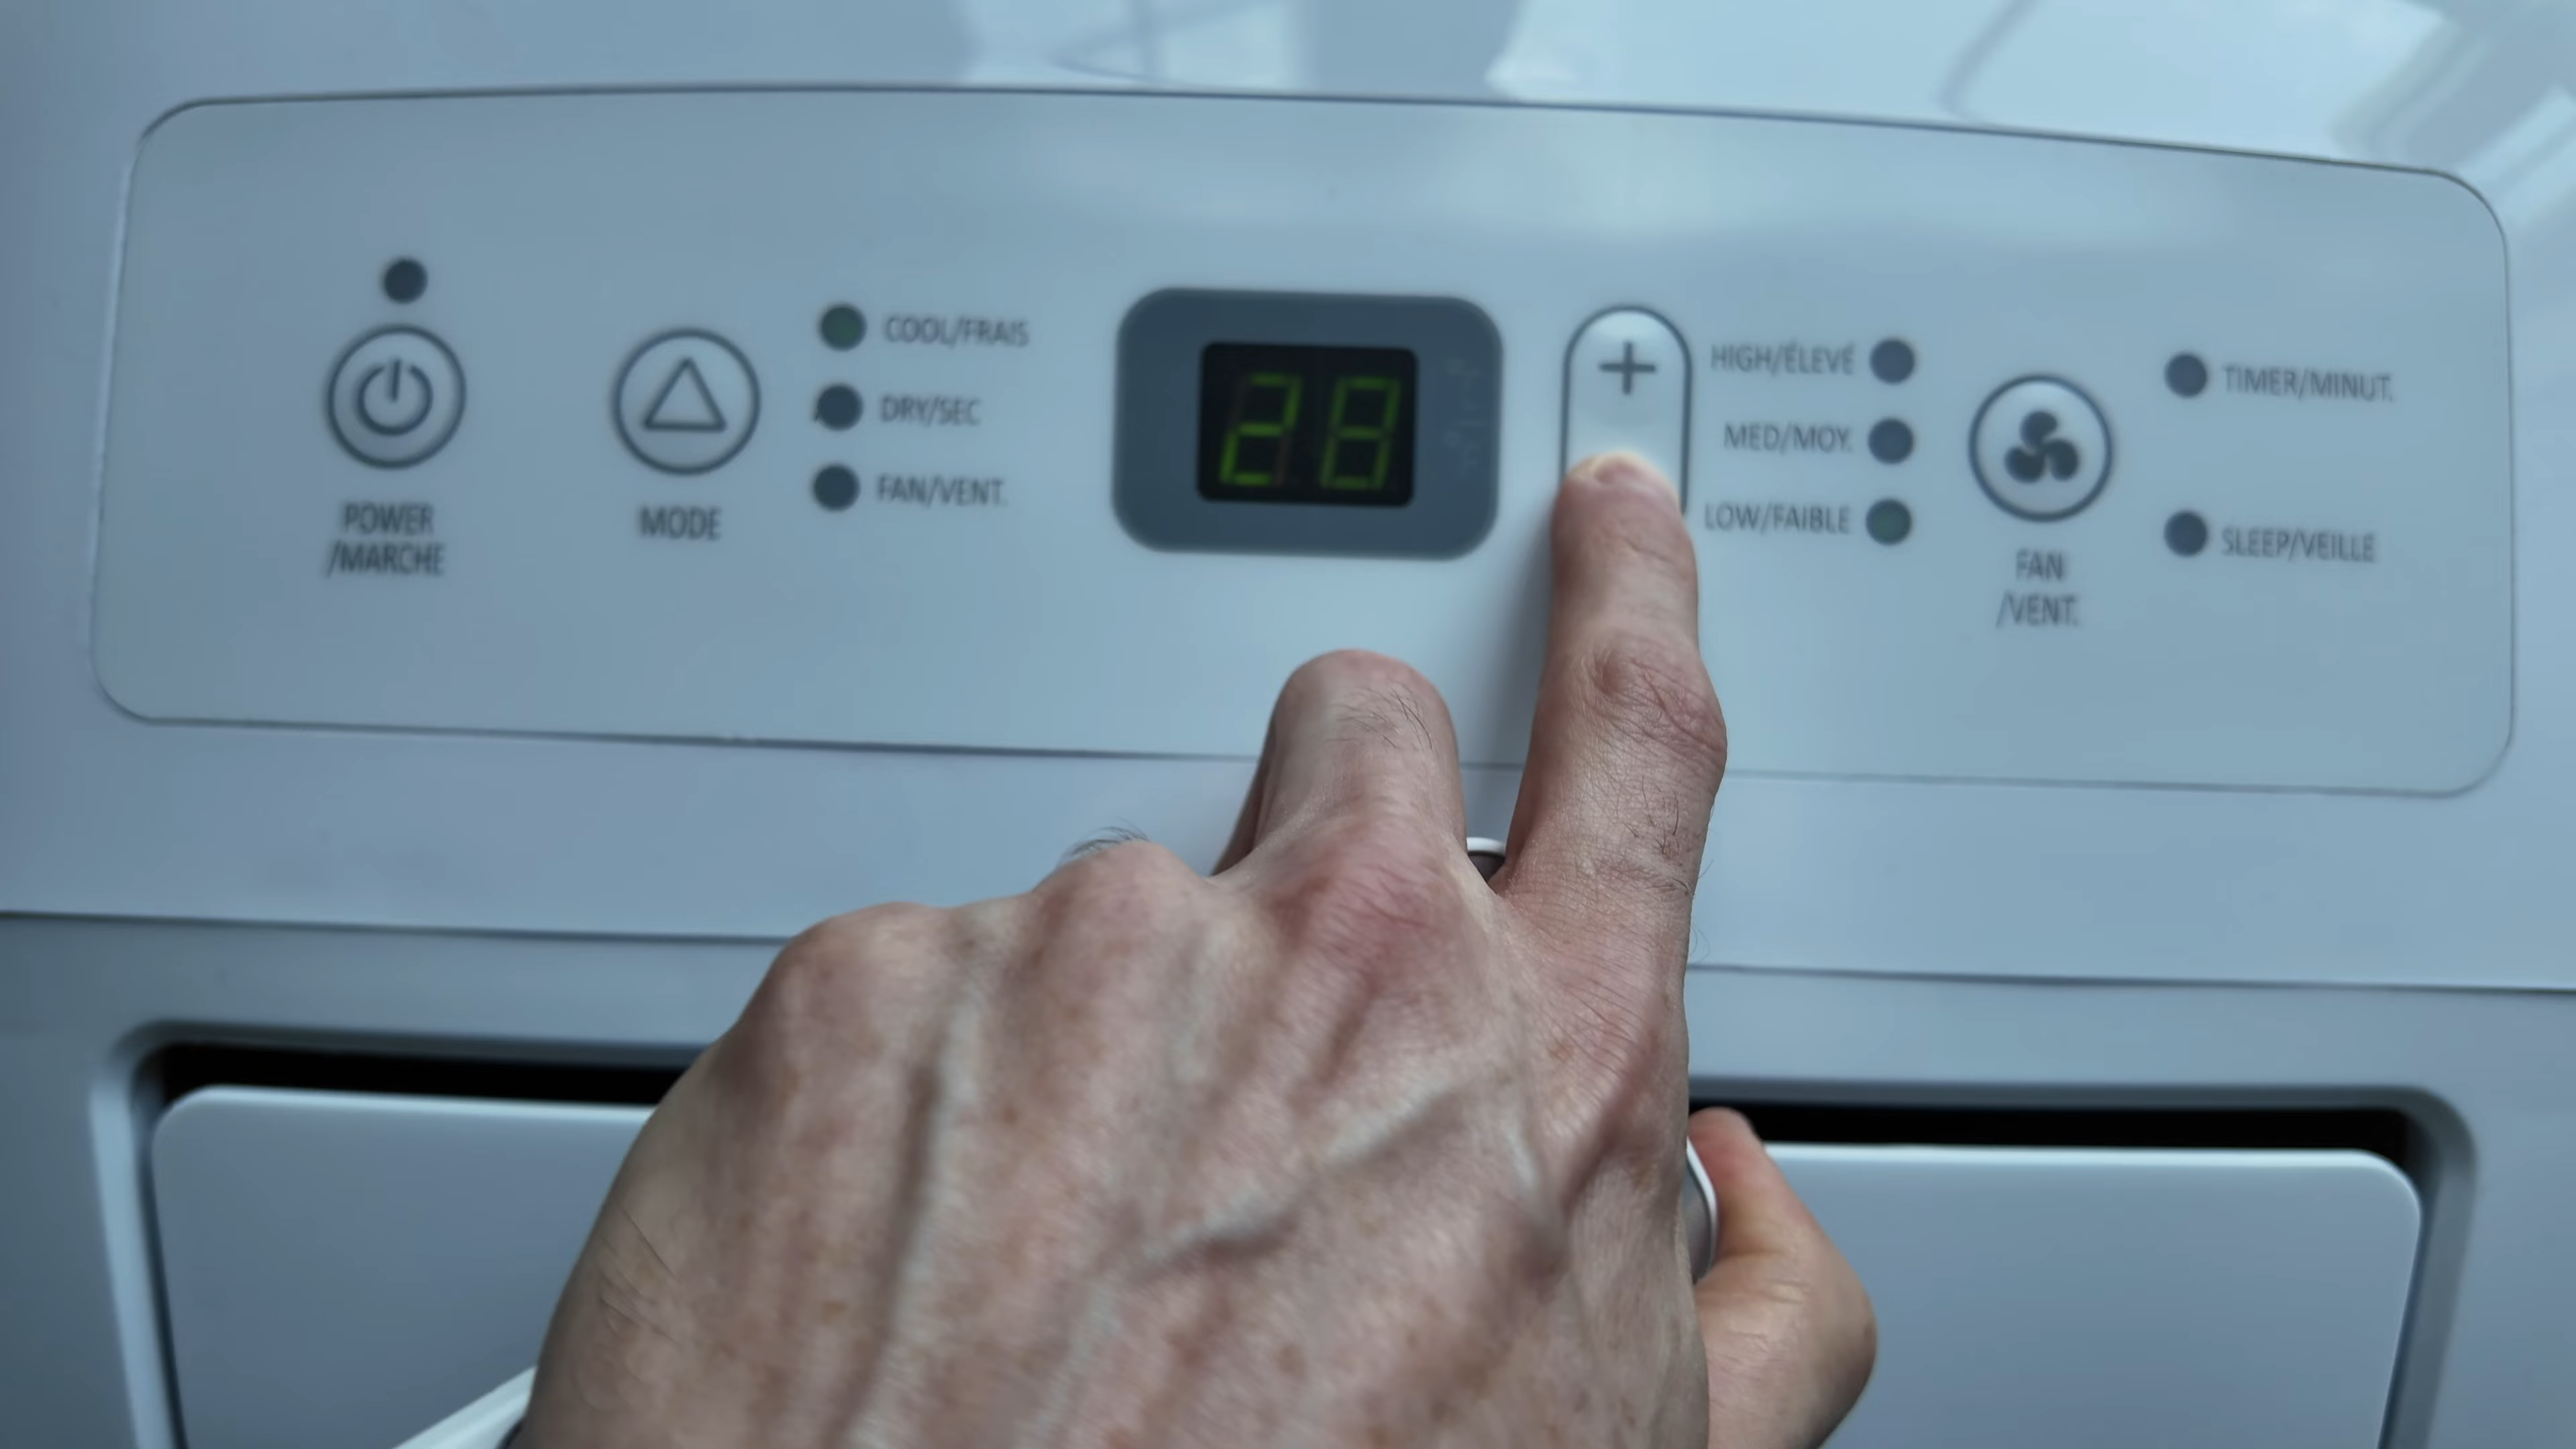 COOL/FRAIS
DRY/SEC
FAN/VENT.
POWER
/MARCHE
MODE
28
+
HIGH/ÉLEVÉ
MED/MOY.
LOW/FAIBLE
FAN
/VENT.
TIMER/MINUT.
SLEEP/VEILLE